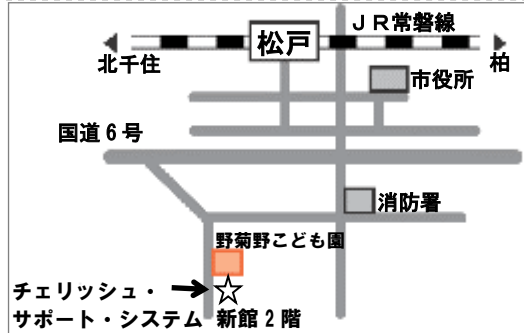 JR常磐線
松戸
北千住
柏
市役所
国道6号
消防署
野菊野こども園
チェリッシュ・
サポート・システム 新館2階